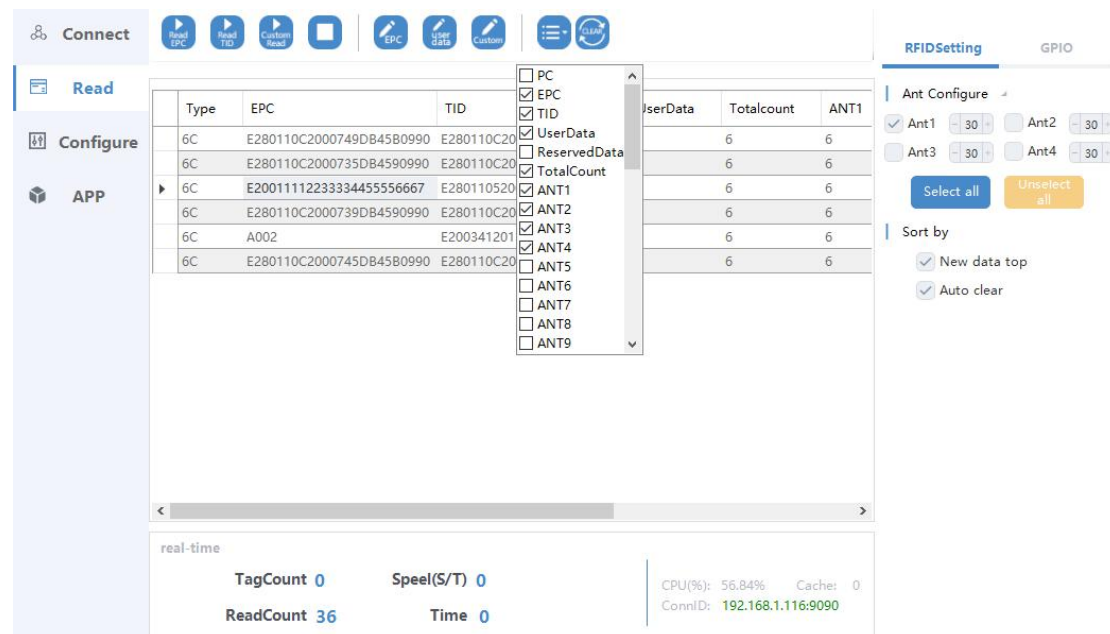 Connect
Read
Configure
APP
Read EPC
Read TID
Custom Read
EPC
user data
Custom
CLEAR
PC
EPC
TID
UserData
ReservedData
TotalCount
ANT1
ANT2
ANT3
ANT4
ANT5
ANT6
ANT7
ANT8
ANT9
Type EPC TID UserData Totalcount ANT1
6C E280110C2000749DB45B0990 E280110C20 6 6
6C E280110C2000735DB4590990 E280110C20 6 6
6C E20011112233334455556667 E280110520 6 6
6C E280110C2000739DB4590990 E280110C20 6 6
6C A002 E200341201 6 6
6C E280110C2000745DB45B0990 E280110C20 6 6
real-time
TagCount 0 Speel(S/T) 0
ReadCount 36 Time 0
CPU(%): 56.84% Cache: 0
ConnID: 192.168.1.116:9090
RFIDSetting GPIO
Ant Configure
Ant1 - 30 + Ant2 - 30 +
Ant3 - 30 + Ant4 - 30 +
Select all Unselect all
Sort by
New data top
Auto clear